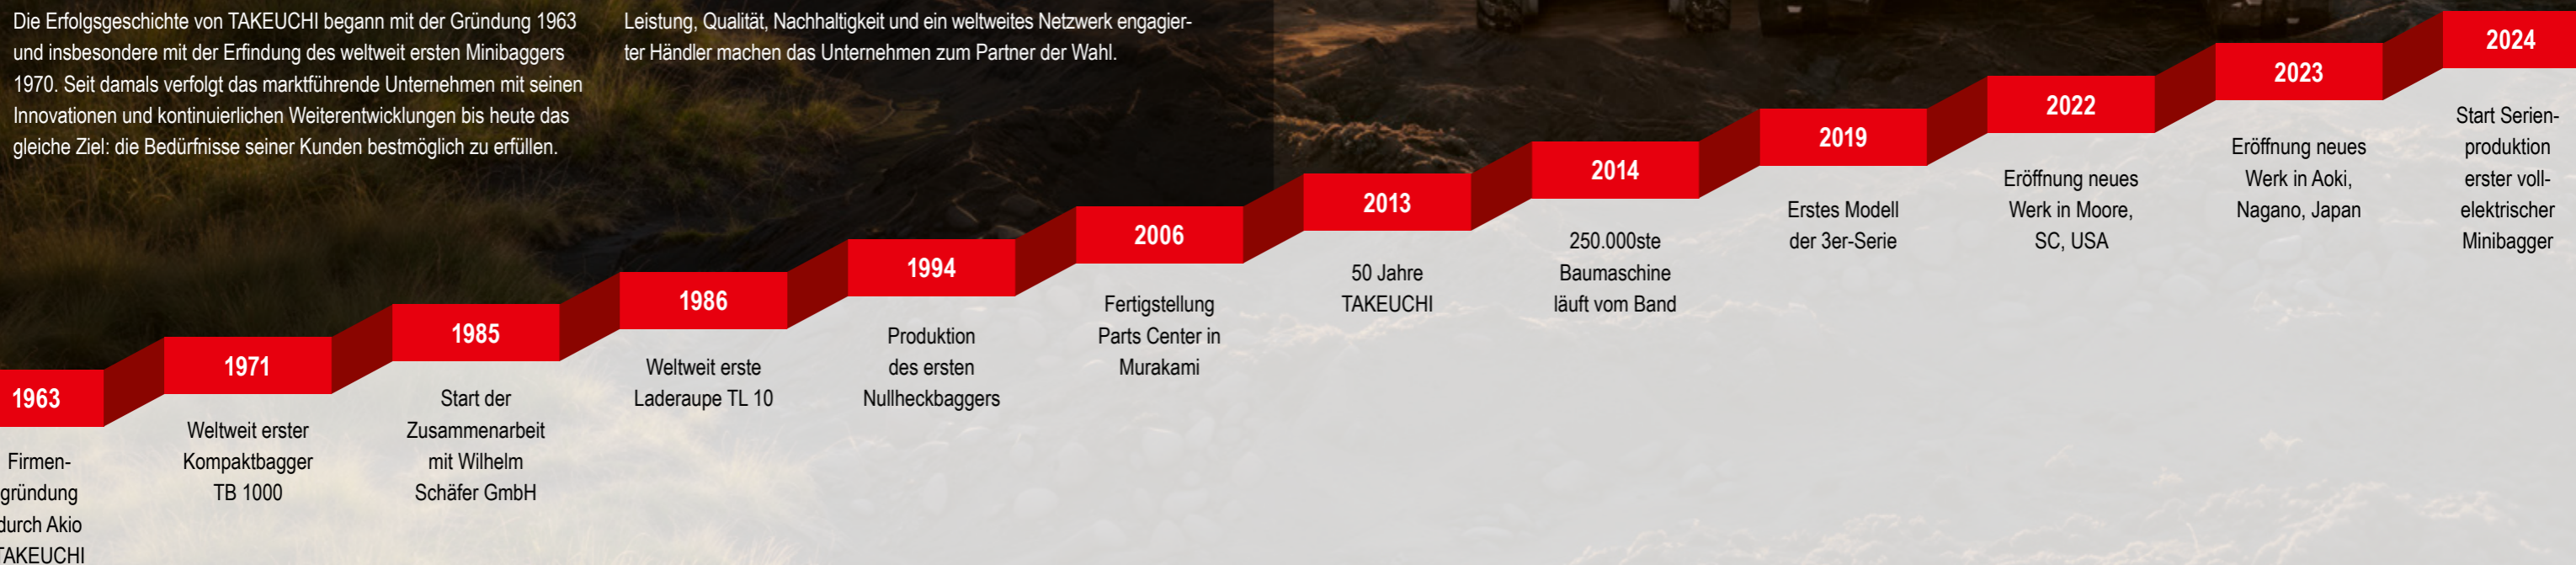 Die Erfolgsgeschichte von TAKEUCHI begann mit der Gründung 1963
und insbesondere mit der Erfindung des weltweit ersten Minibaggers
1970. Seit damals verfolgt das marktführende Unternehmen mit seinen
Innovationen und kontinuierlichen Weiterentwicklungen bis heute das
gleiche Ziel: die Bedürfnisse seiner Kunden bestmöglich zu erfüllen.
Leistung, Qualität, Nachhaltigkeit und ein weltweites Netzwerk engagier-
ter Händler machen das Unternehmen zum Partner der Wahl.
1963
Firmen-
gründung
durch Akio
TAKEUCHI
1971
Weltweit erster
Kompaktbagger
TB 1000
1985
Start der
Zusammenarbeit
mit Wilhelm
Schäfer GmbH
1986
Weltweit erste
Laderaupe TL 10
1994
Produktion
des ersten
Nullheckbaggers
2006
Fertigstellung
Parts Center in
Murakami
2013
50 Jahre
TAKEUCHI
2014
250.000ste
Baumaschine
läuft vom Band
2019
Erstes Modell
der 3er-Serie
2022
Eröffnung neues
Werk in Moore,
SC, USA
2023
Eröffnung neues
Werk in Aoki,
Nagano, Japan
2024
Start Serien-
produktion
erster voll-
elektrischer
Minibagger